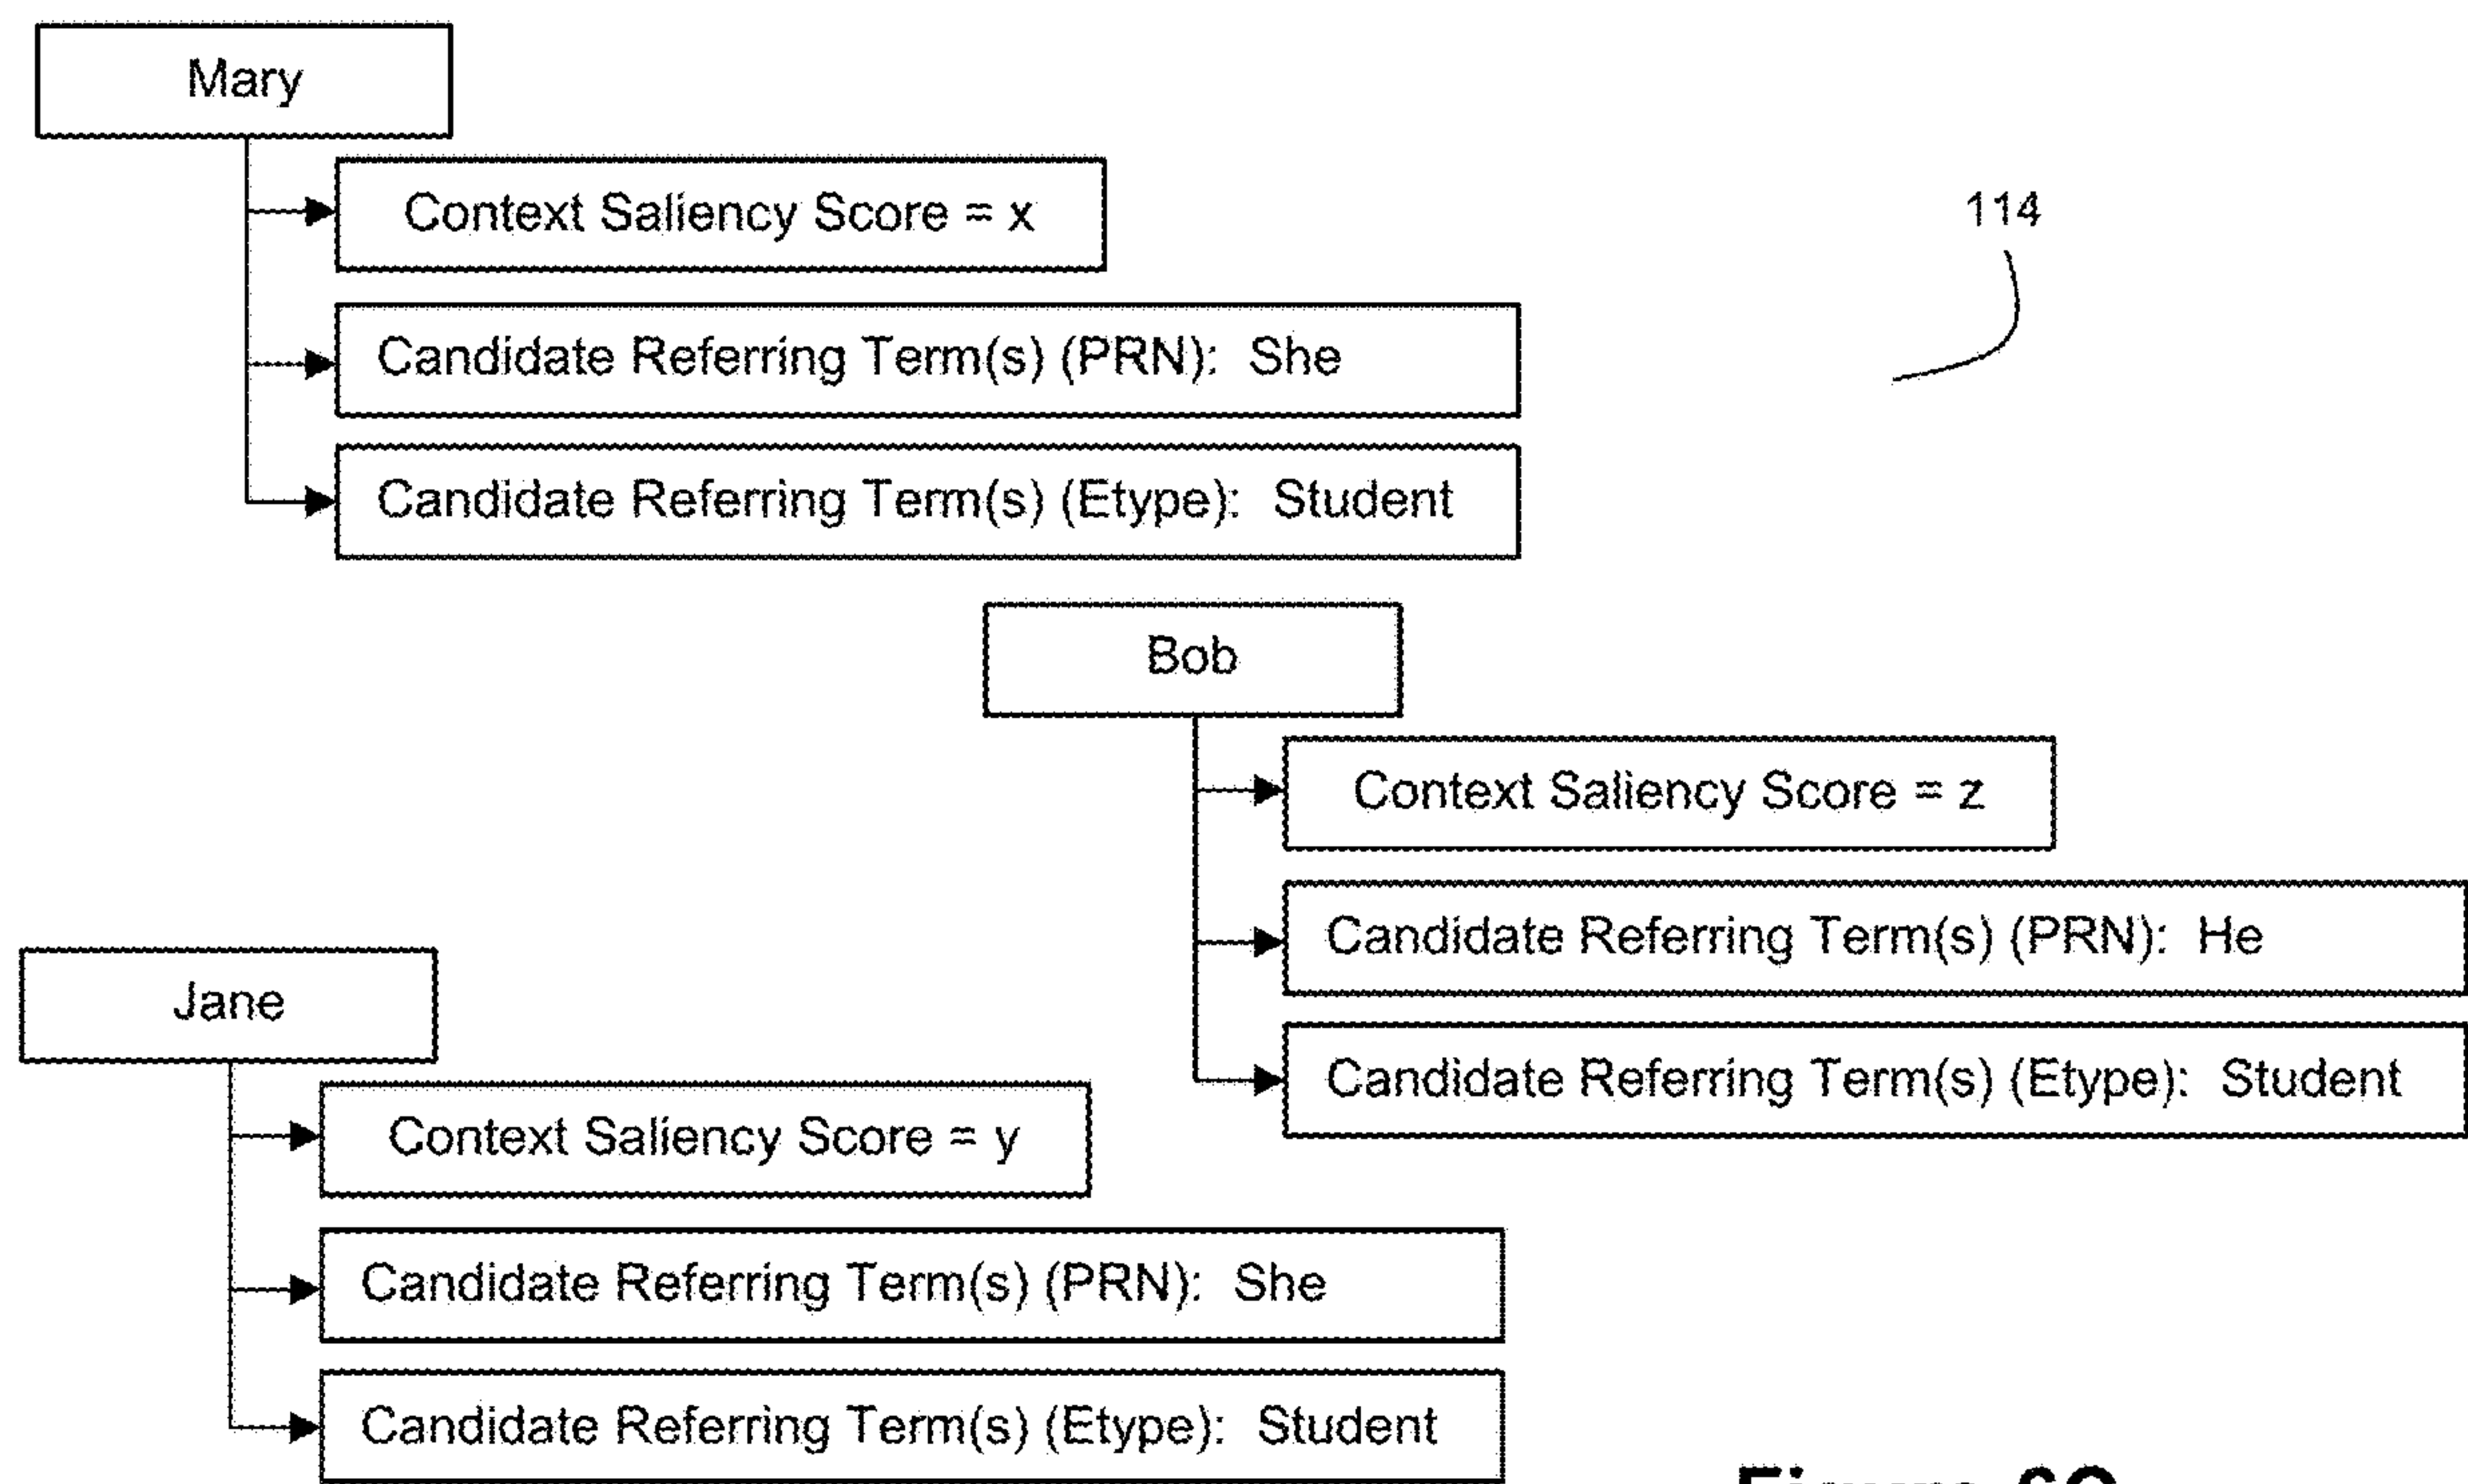 Mary
Context Saliency Score = x
114
Candidate Referring Term(s) (PRN): She
Candidate Referring Term(s) (Etype): Student
Bob
Context Saliency Score = z
Candidate Referring Term(s) (PRN): He
Candidate Referring Term(s) (Etype): Student
Jane
Context Saliency Score = y
Candidate Referring Term(s) (PRN): She
Candidate Referring Term(s) (Etype): Student
Figure